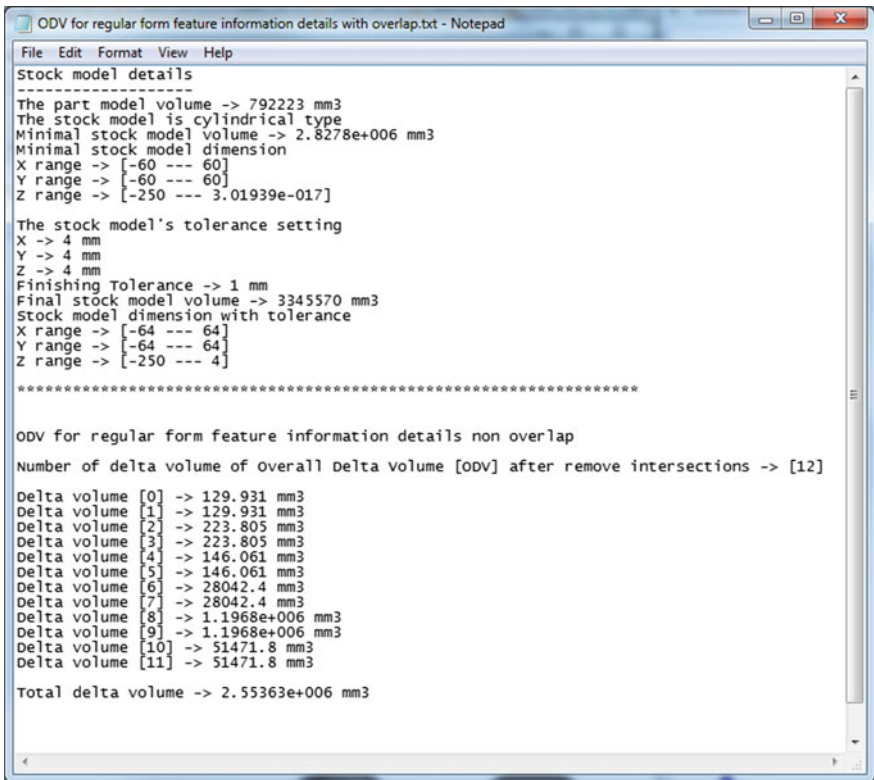 ODV for regular form feature information details with overlap.txt - Notepad
File Edit Format View Help
Stock model details
-------------------
The part model volume -> 792223 mm3
The stock model is cylindrical type
Minimal stock model volume -> 2.8278e+006 mm3
Minimal stock model dimension
X range -> [-60 --- 60]
Y range -> [-60 --- 60]
Z range -> [-250 --- 3.01939e-017]
The stock model's tolerance setting
X -> 4 mm
Y -> 4 mm
Z -> 4 mm
Finishing Tolerance -> 1 mm
Final stock model volume -> 3345570 mm3
Stock model dimension with tolerance
X range -> [-64 --- 64]
Y range -> [-64 --- 64]
Z range -> [-250 --- 4]
*******************************************************************
ODV for regular form feature information details non overlap
Number of delta volume of Overall Delta Volume [ODV] after remove intersections -> [12]
Delta volume [0] -> 129.931 mm3
Delta volume [1] -> 129.931 mm3
Delta volume [2] -> 223.805 mm3
Delta volume [3] -> 223.805 mm3
Delta volume [4] -> 146.061 mm3
Delta volume [5] -> 146.061 mm3
Delta volume [6] -> 28042.4 mm3
Delta volume [7] -> 28042.4 mm3
Delta volume [8] -> 1.1968e+006 mm3
Delta volume [9] -> 1.1968e+006 mm3
Delta volume [10] -> 51471.8 mm3
Delta volume [11] -> 51471.8 mm3
Total delta volume -> 2.55363e+006 mm3